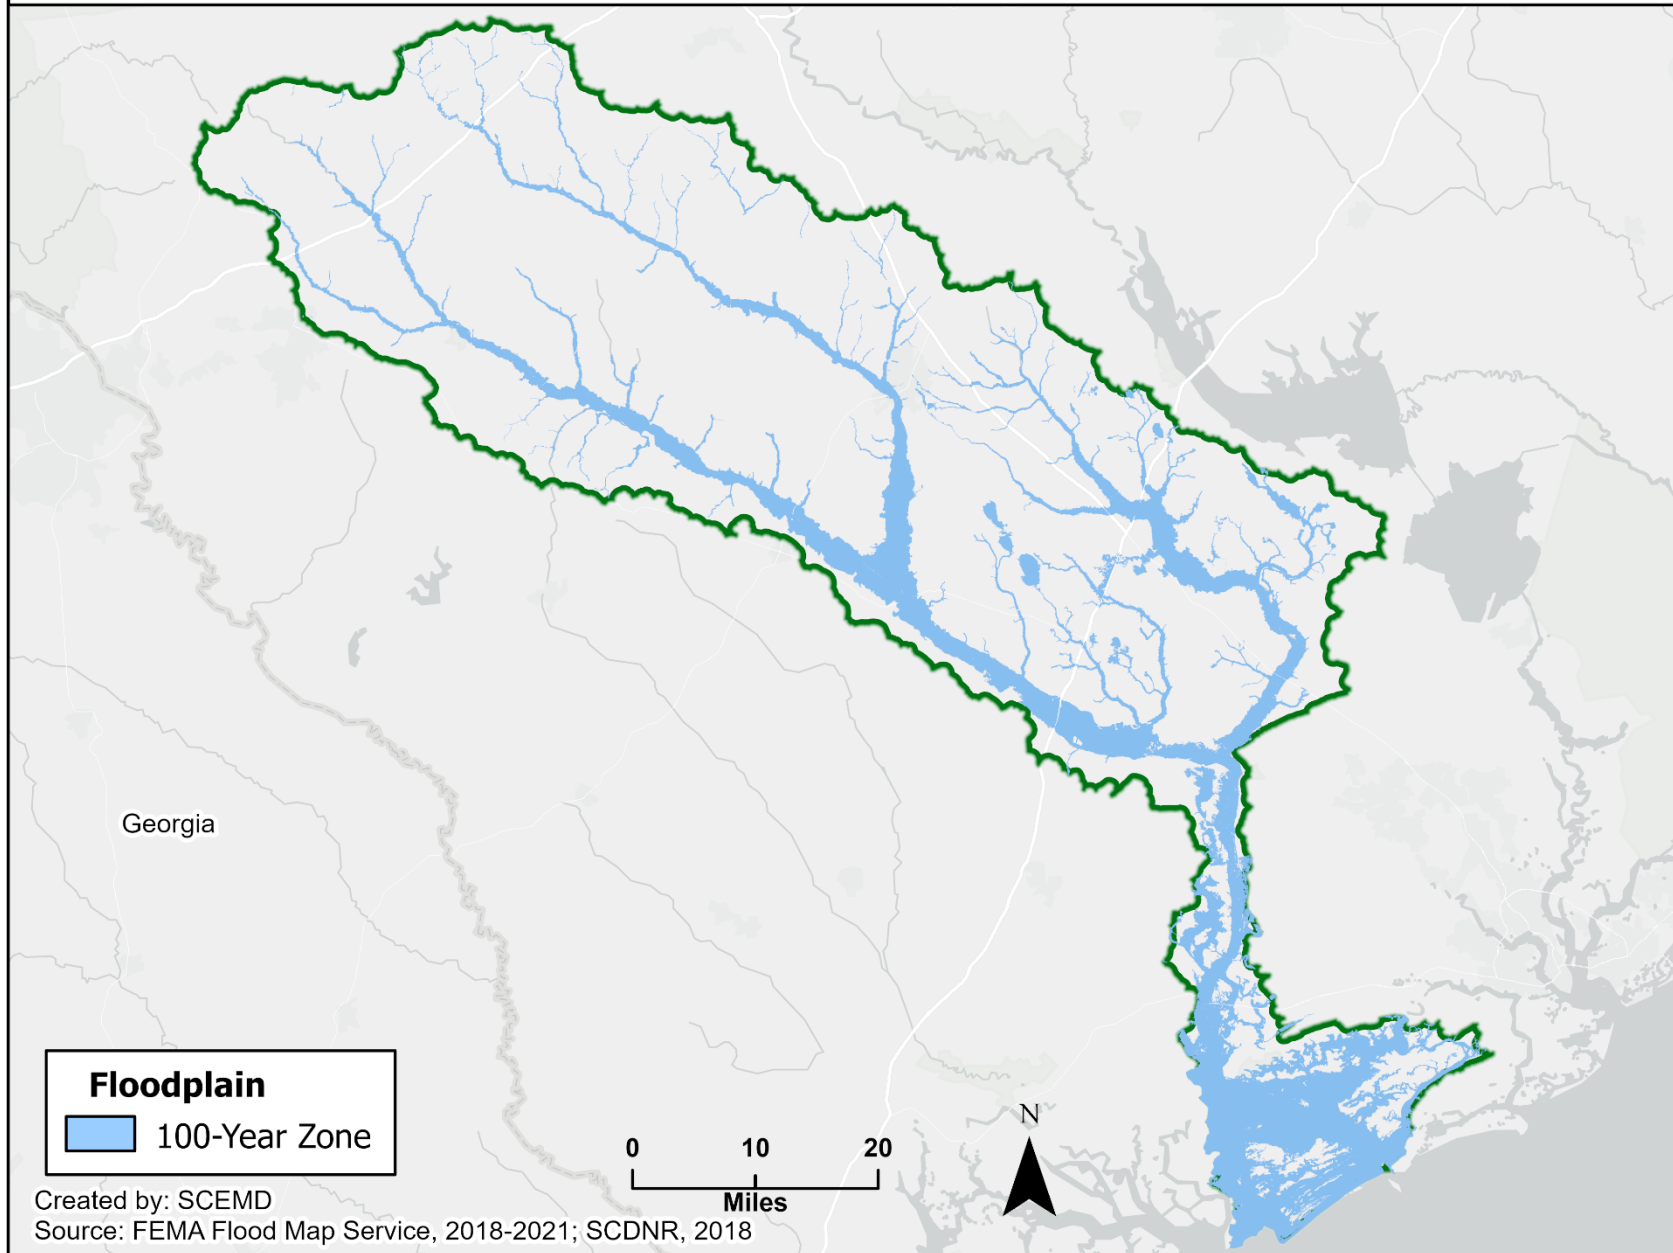 Georgia
Floodplain
100-Year Zone
N
0 10 20
Miles
Created by: SCEMD
Source: FEMA Flood Map Service, 2018-2021; SCDNR, 2018